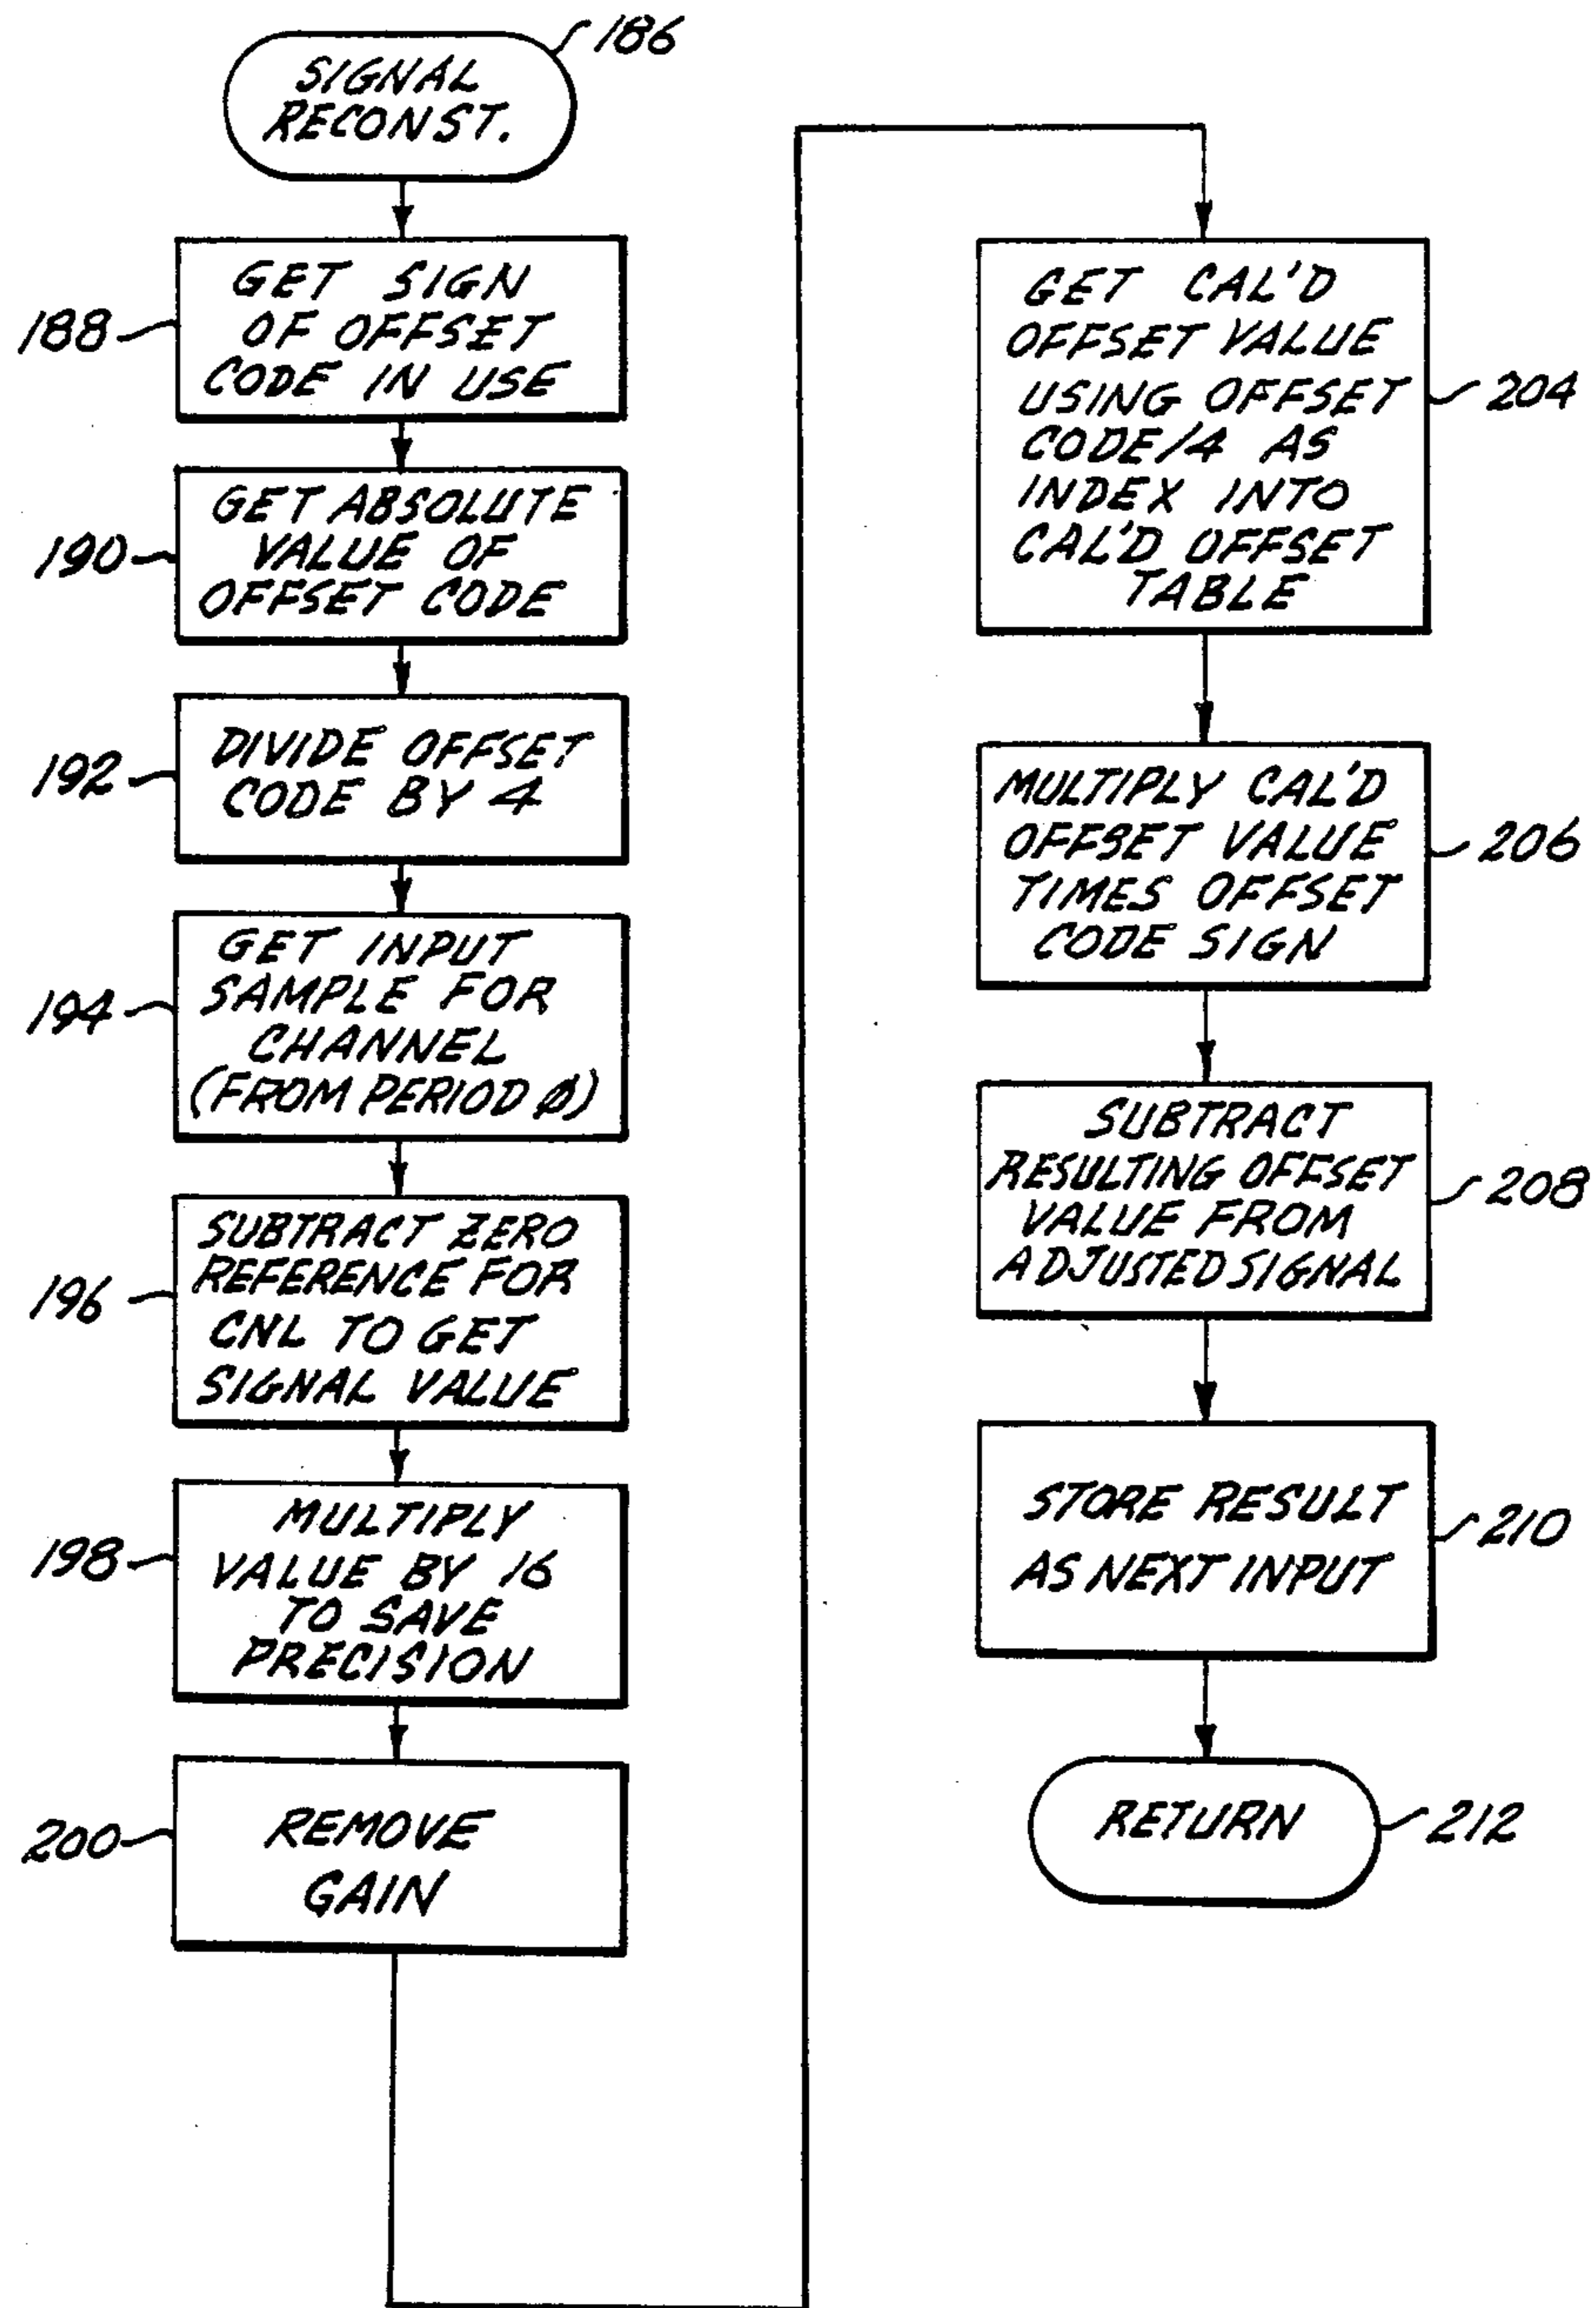 186
SIGNAL
RECONST.
188
GET SIGN
OF OFFSET
CODE IN USE
190
GET ABSOLUTE
VALUE OF
OFFSET CODE
192
DIVIDE OFFSET
CODE BY 4
194
GET INPUT
SAMPLE FOR
CHANNEL
(FROM PERIOD Ø)
196
SUBTRACT ZERO
REFERENCE FOR
CNL TO GET
SIGNAL VALUE
198
MULTIPLY
VALUE BY 16
TO SAVE
PRECISION
200
REMOVE
GAIN
GET CAL'D
OFFSET VALUE
USING OFFSET
CODE/4 AS
INDEX INTO
CAL'D OFFSET
TABLE
204
MULTIPLY CAL'D
OFFSET VALUE
TIMES OFFSET
CODE SIGN
206
SUBTRACT
RESULTING OFFSET
VALUE FROM
ADJUSTED SIGNAL
208
STORE RESULT
AS NEXT INPUT
210
RETURN
212